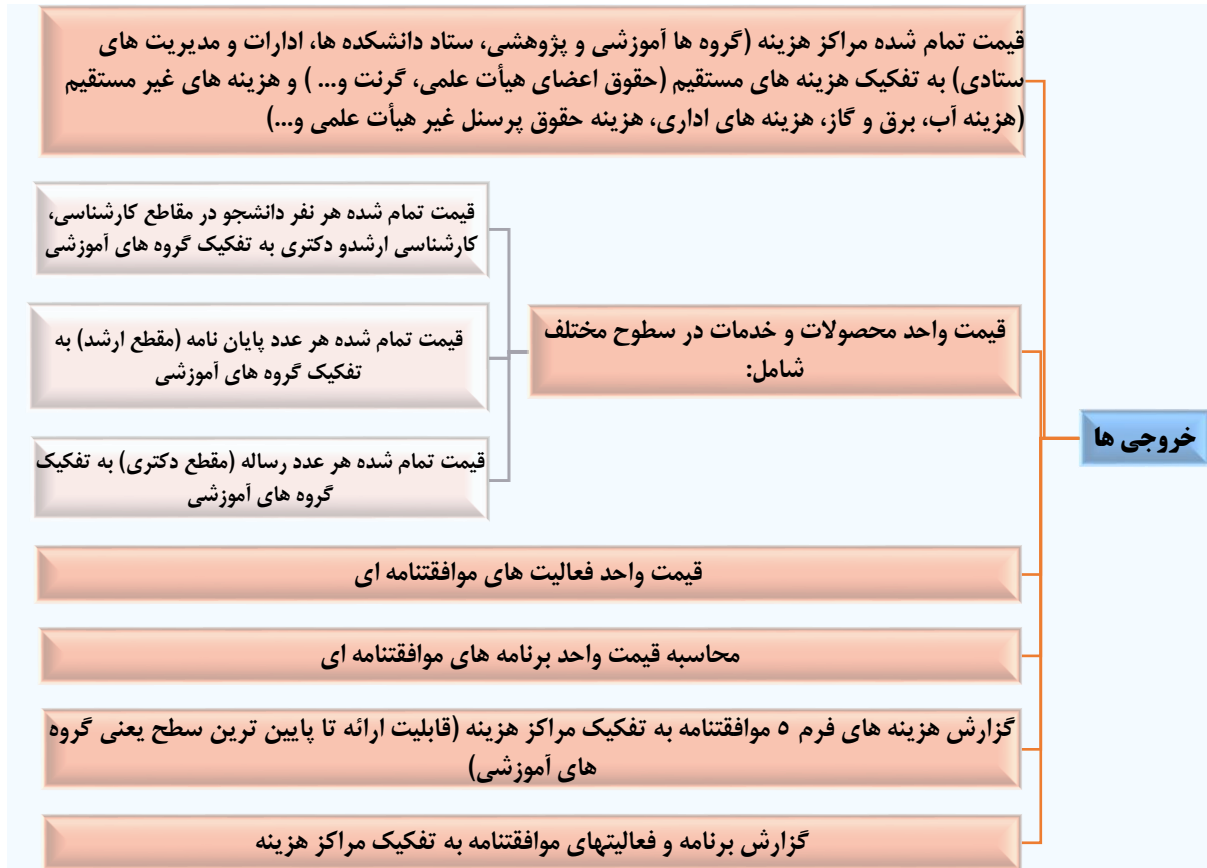 خروجی ها
قیمت تمام شده مراکز هزینه (گروه ها آموزشی و پژوهشی، ستاد دانشکده ها، ادارات و مدیریت های
ستادی) به تفکیک هزینه های مستقیم (حقوق اعضای هیأت علمی، گرنت و... ) و هزینه های غیر مستقیم
(هزینه آب، برق و گاز، هزینه های اداری، هزینه حقوق پرسنل غیر هیأت علمی و...)
قیمت واحد محصولات و خدمات در سطوح مختلف
شامل:
قیمت تمام شده هر نفر دانشجو در مقاطع کارشناسی،
کارشناسی ارشدو دکتری به تفکیک گروه های آموزشی
قیمت تمام شده هر عدد پایان نامه (مقطع ارشد) به
تفکیک گروه های آموزشی
قیمت تمام شده هر عدد رساله (مقطع دکتری) به تفکیک
گروه های آموزشی
قیمت واحد فعالیت های موافقتنامه ای
محاسبه قیمت واحد برنامه های موافقتنامه ای
گزارش هزینه های فرم ۵ موافقتنامه به تفکیک مراکز هزینه (قابلیت ارائه تا پایین ترین سطح یعنی گروه
های آموزشی)
گزارش برنامه و فعالیتهای موافقتنامه به تفکیک مراکز هزینه